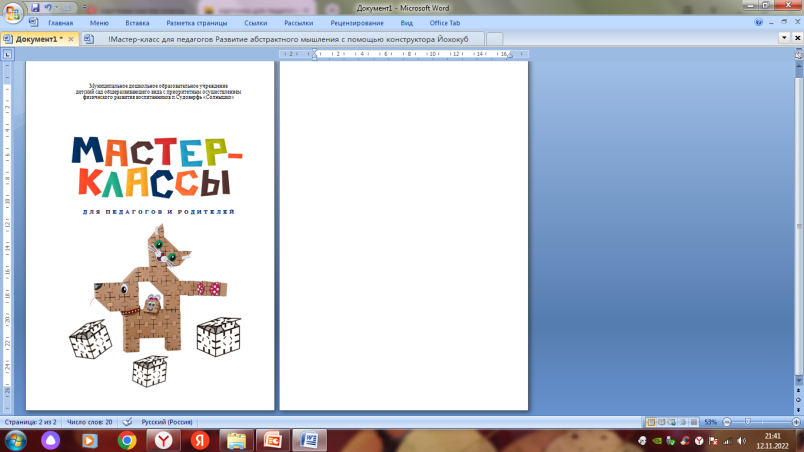 Документ1 - Microsoft Word
Главная Меню Вставка Разметка страницы Ссылки Рассылки Рецензирование Вид Office Tab
Документ1 * !Мастер-класс для педагогов Развитие абстрактного мышления с помощью конструктора Йохокуб
Муниципальное дошкольное образовательное учреждение
детский сад общеразвивающего вида с приоритетным осуществлением
физического развития воспитанников п.Судоверфь «Солнышко»
МАСТЕР-
КЛАССЫ
ДЛЯ ПЕДАГОГОВ И РОДИТЕЛЕЙ
Страница: 2 из 2 Число слов: 20 Русский (Россия) 53%
21:41
12.11.2022